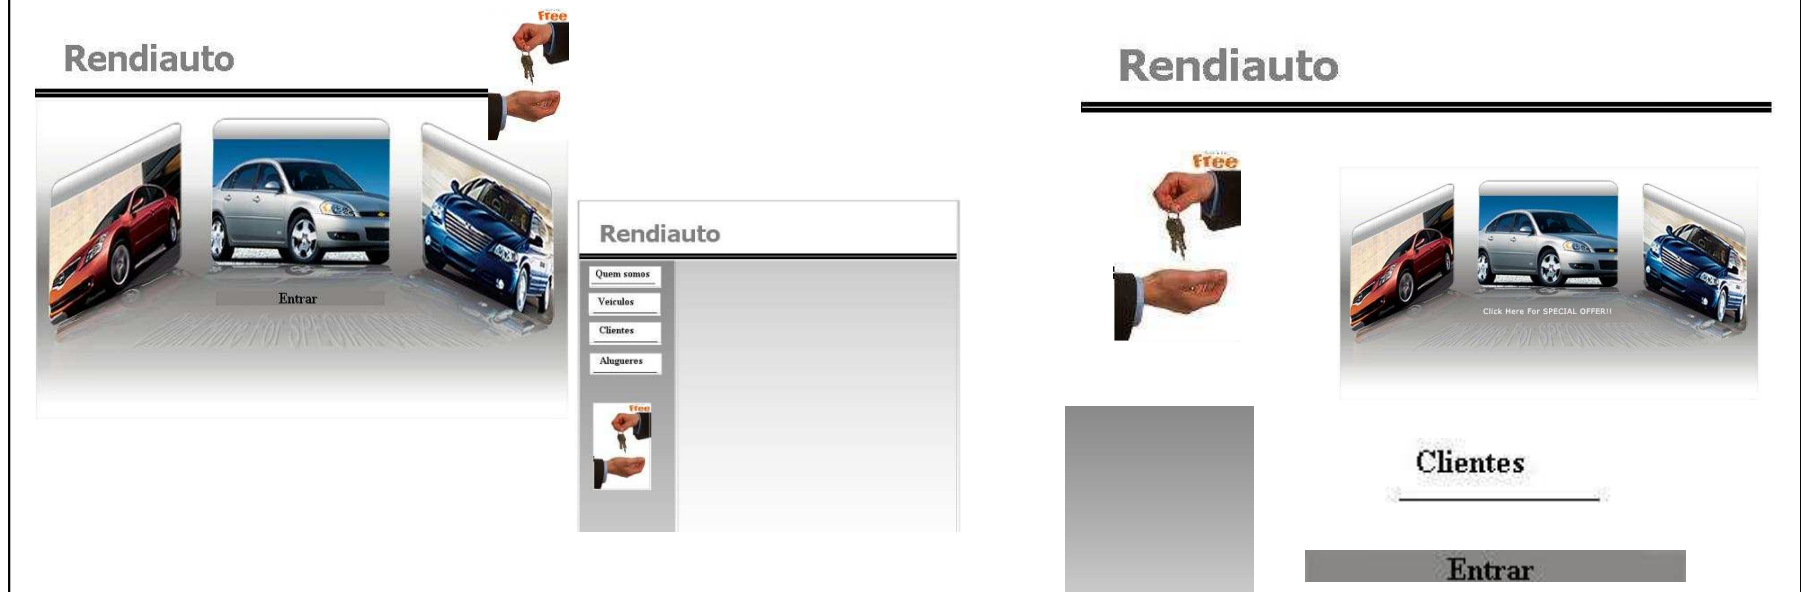 Free
Rendiauto
Entrar
Rendiauto
Quem somos
Veiculos
Clientes
Alugueres
Free
Rendiauto
Free
Click Here For SPECIAL OFFER!!
Clientes
Entrar